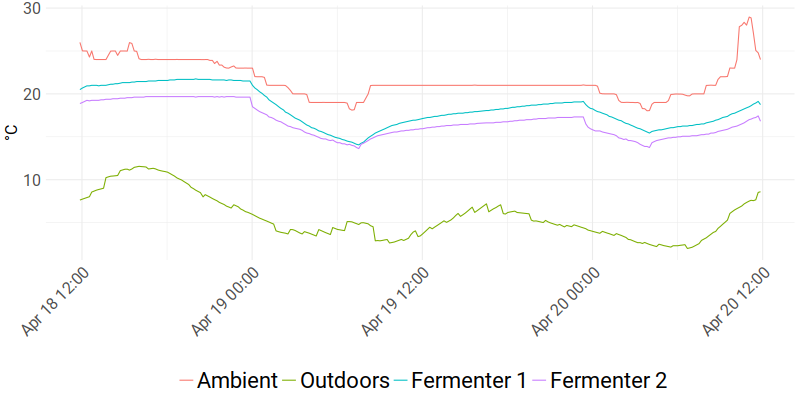 30
20
10
°C
Apr 18 12:00
Apr 19 00:00
Apr 19 12:00
Apr 20 00:00
Apr 20 12:00
Ambient Outdoors Fermenter 1 Fermenter 2